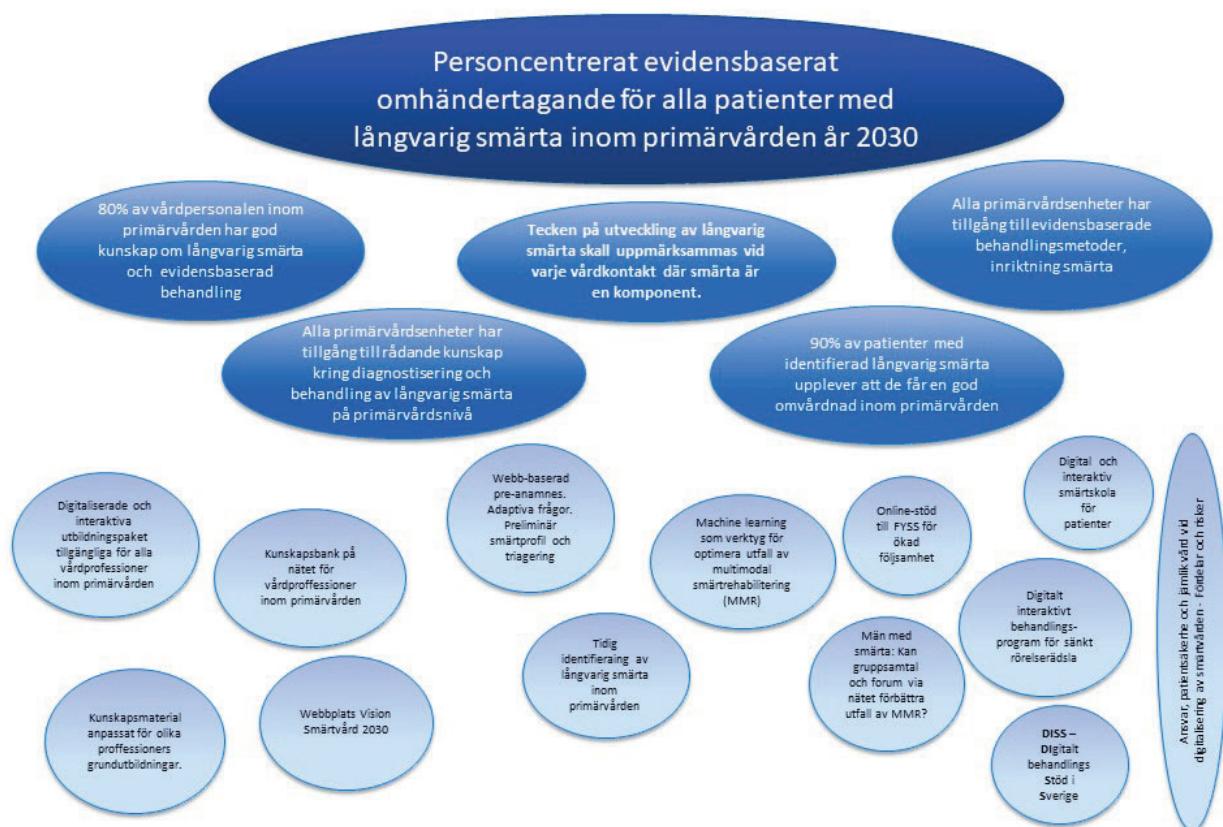 Personcentrerat evidensbaserat
omhändertagande för alla patienter med
långvarig smärta inom primärvården år 2030
80% av vårdpersonalen inom
primärvården har god
kunskap om långvarig smärta
och evidensbaserad
behandling
Tecken på utveckling av långvarig
smärta skall uppmärksammas vid
varje vårdkontakt där smärta är
en komponent.
Alla primärvårdsenheter har
tillgång till evidensbaserade
behandlingsmetoder,
inriktning smärta
Alla primärvårdsenheter har
tillgång till rådande kunskap
kring diagnostisering och
behandling av långvarig smärta
på primärvårdsnivå
90% av patienter med
identifierad långvarig smärta
upplever att de får en god
omvårdnad inom primärvården
Digitaliserade och
interaktiva
utbildningspaket
tillgängliga för alla
vårdprofessioner
inom primärvården
Kunskapsbank på
nätet för
vårdproffessioner
inom primärvården
Webb-baserad
pre-anamnes.
Adaptiva frågor.
Preliminär
smärtprofil och
triagering
Machine learning
som verktyg för
optimera utfall av
multimodal
smärtrehabilitering
(MMR)
Online-stöd
till FYSS för
ökad
följsamhet
Digital och
interaktiv
smärtskola
för
patienter
Digitalt
interaktivt
behandlings-
program för sänkt
rörelserädsla
Kunskapsmaterial
anpassat för olika
proffessioners
grundutbildningar.
Webbplats Vision
Smärtvård 2030
Tidig
identifieraing av
långvarig smärta
inom
primärvården
Män med
smärta: Kan
gruppsamtal
och forum via
nätet förbättra
utfall av MMR?
DISS –
DIgitalt
behandlings
Stöd i
Sverige
Ansvar, patientsäkerhe och jämlik vård vid
digitalisering av smärtvården - Fördelar och risker